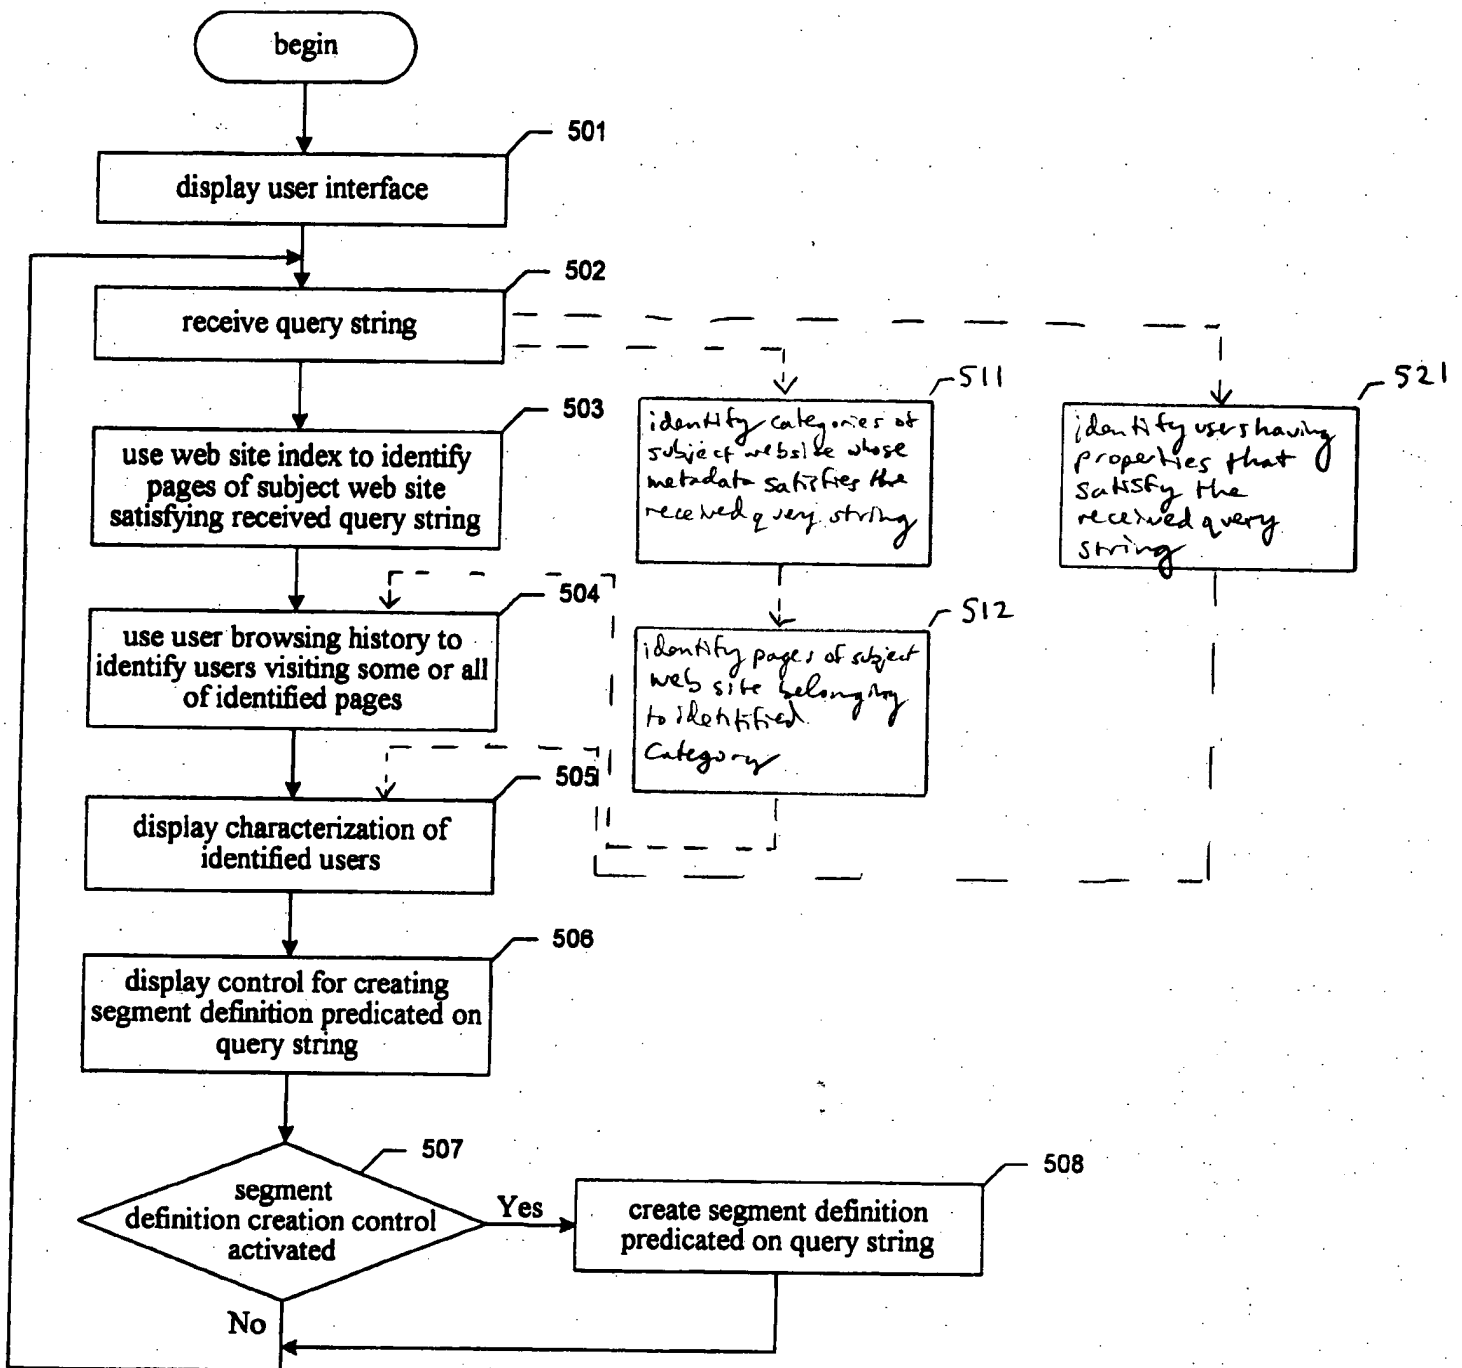 begin
501
display user interface
502
receive query string
503
use web site index to identify
pages of subject web site
satisfying received query string
511
identify categories of
subject website whose
metadata satisfies the
received query string
521
identify users having
properties that
satisfy the
received query
string
504
use user browsing history to
identify users visiting some or all
of identified pages
512
identify pages of subject
web site belonging
to identified
category
505
display characterization of
identified users
506
display control for creating
segment definition predicated on
query string
507
segment
definition creation control
activated
Yes
508
create segment definition
predicated on query string
No